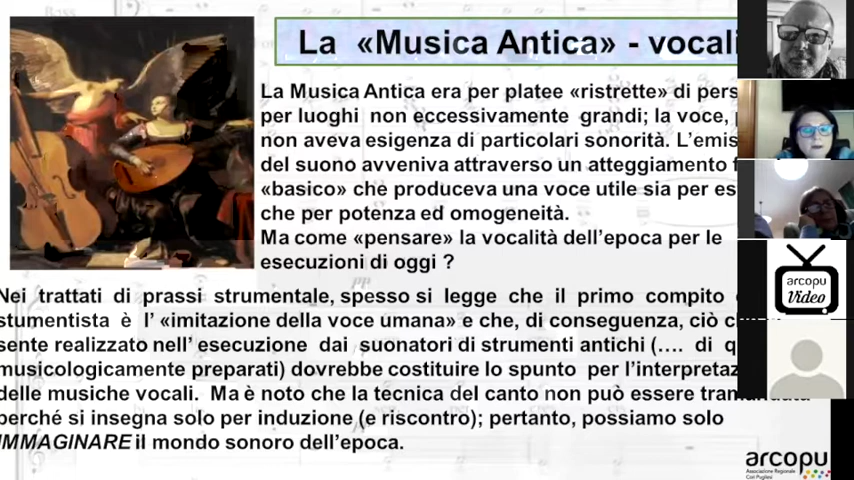 La «Musica Antica» - vocali
La Musica Antica era per platee «ristrette» di pers
per luoghi non eccessivamente grandi; la voce,
non aveva esigenza di particolari sonorità. L'emis
del suono avveniva attraverso un atteggiamento f
«basico» che produceva una voce utile sia per es
che per potenza ed omogeneità.
Ma come «pensare» la vocalità dell'epoca per le
esecuzioni di oggi ?
Nei trattati di prassi strumentale, spesso si legge che il primo compito
stumentista è l' «imitazione della voce umana» e che, di conseguenza, ciò
sente realizzato nell' esecuzione dai suonatori di strumenti antichi (.... di q
musicologicamente preparati) dovrebbe costituire lo spunto per l'interpretaz
delle musiche vocali. Ma è noto che la tecnica del canto non può essere
perché si insegna solo per induzione (e riscontro); pertanto, possiamo solo
IMMAGINARE il mondo sonoro dell'epoca.
arcopu
Video
arcopu
Associazione Regionale
Cori Pugliesi